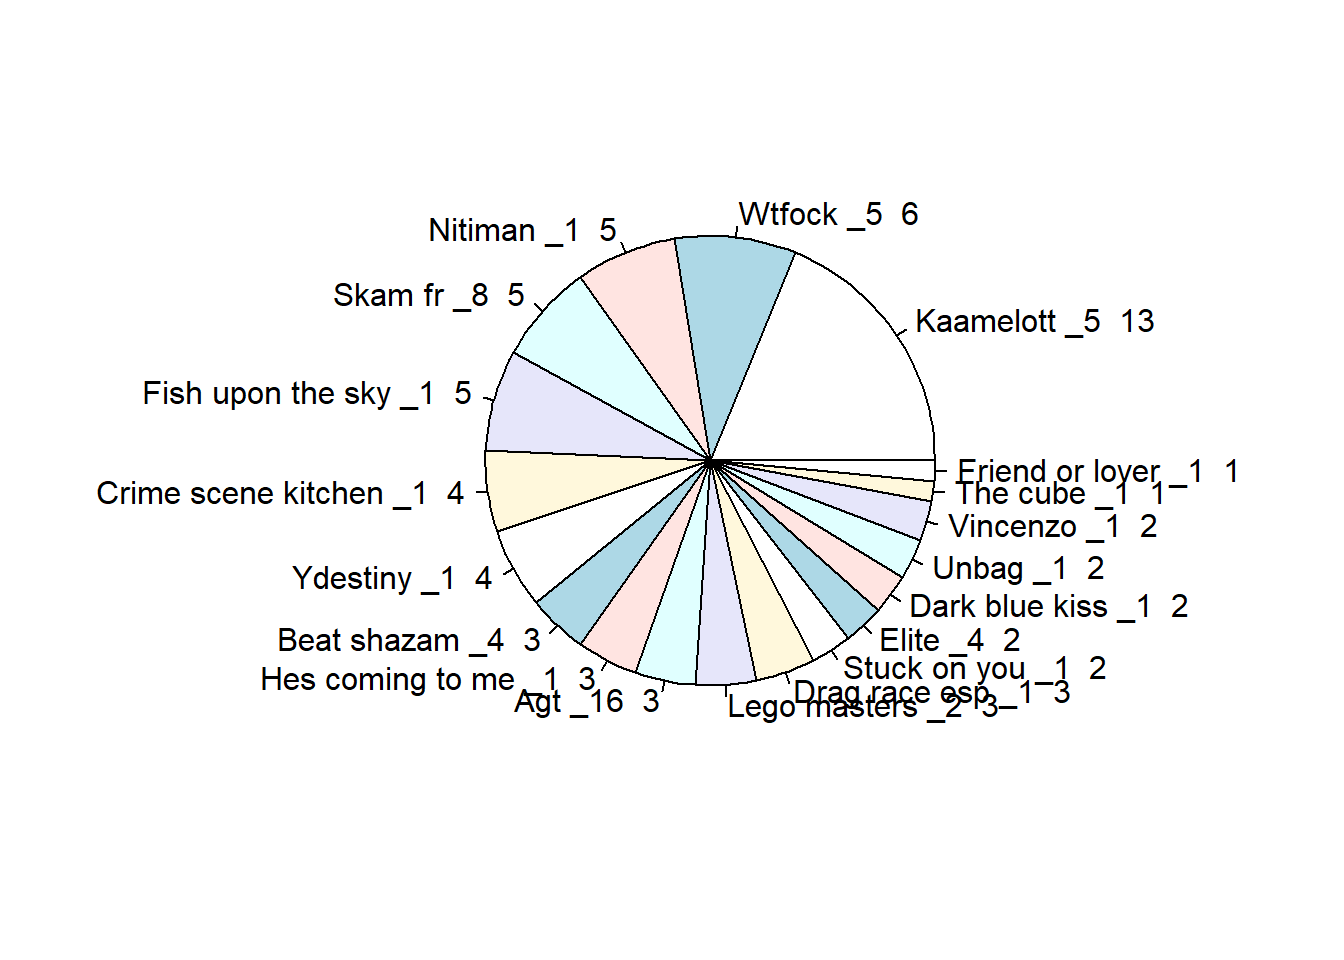 Wtfock _5  6
Nitiman _1  5
Skam fr _8  5
Kaamelott _5  13
Fish upon the sky _1  5
Friend or lover _1  1
Crime scene kitchen _1  4
The cube _1  1
Vincenzo _1  2
Unbag _1  2
Ydestiny _1  4
Dark blue kiss _1  2
Beat shazam _4  3
Elite _4  2
Stuck on you _1  2
Hes coming to me _1  3
Drag race esp _1  3
Agt _16  3
Lego masters _2  3